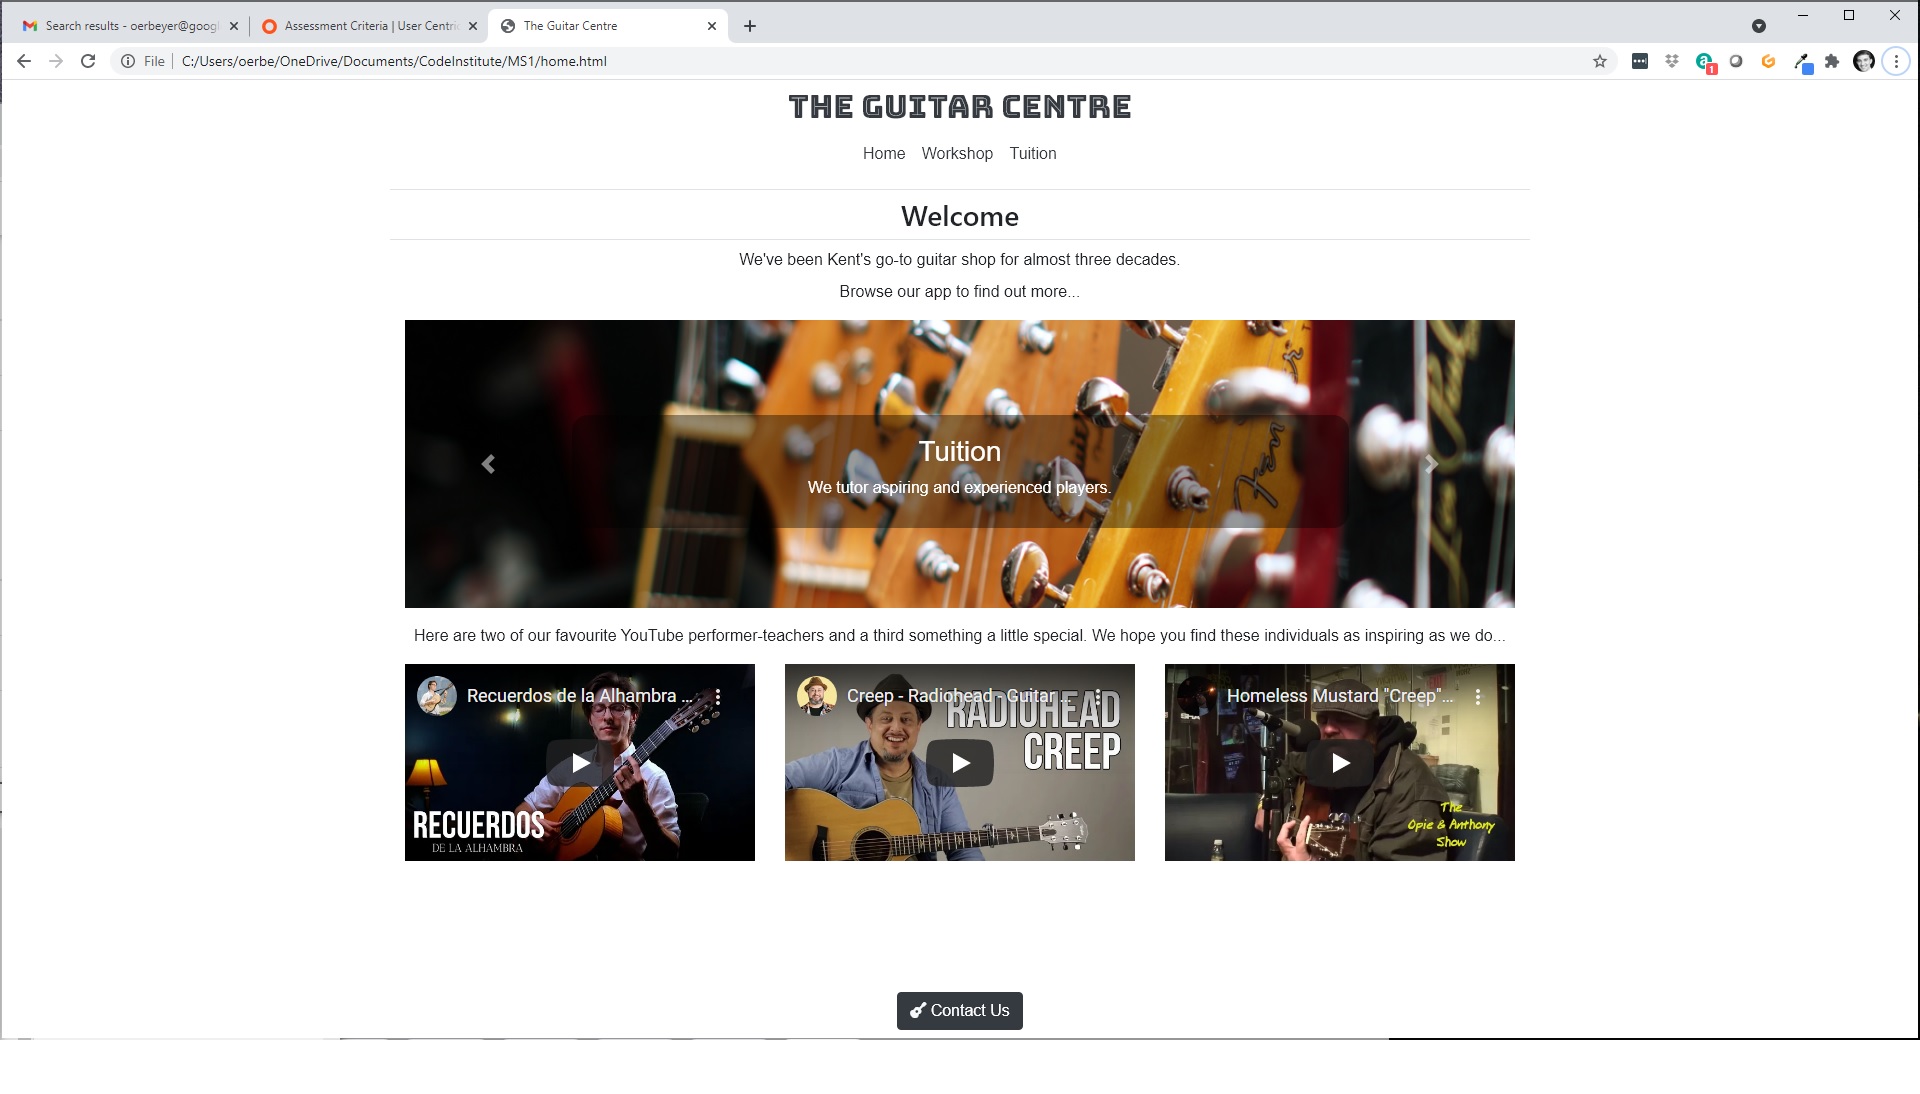 Search results - oerbeyer@googl
Assessment Criteria | User Centric
The Guitar Centre
File
C:/Users/oerbe/OneDrive/Documents/CodeInstitute/MS1/home.html
1
THE GUITAR CENTRE
Home Workshop Tuition
Welcome
We've been Kent's go-to guitar shop for almost three decades.
Browse our app to find out more...
Tuition
We tutor aspiring and experienced players.
Here are two of our favourite YouTube performer-teachers and a third something a little special. We hope you find these individuals as inspiring as we do...
Recuerdos de la Alhambra ...
RECUERDOS
DE LA ALHAMBRA
Creep - Radiohead - Guitar ...
RADIOHEAD
CREEP
Homeless Mustard "Creep"...
The
Opie & Anthony
Show
Contact Us